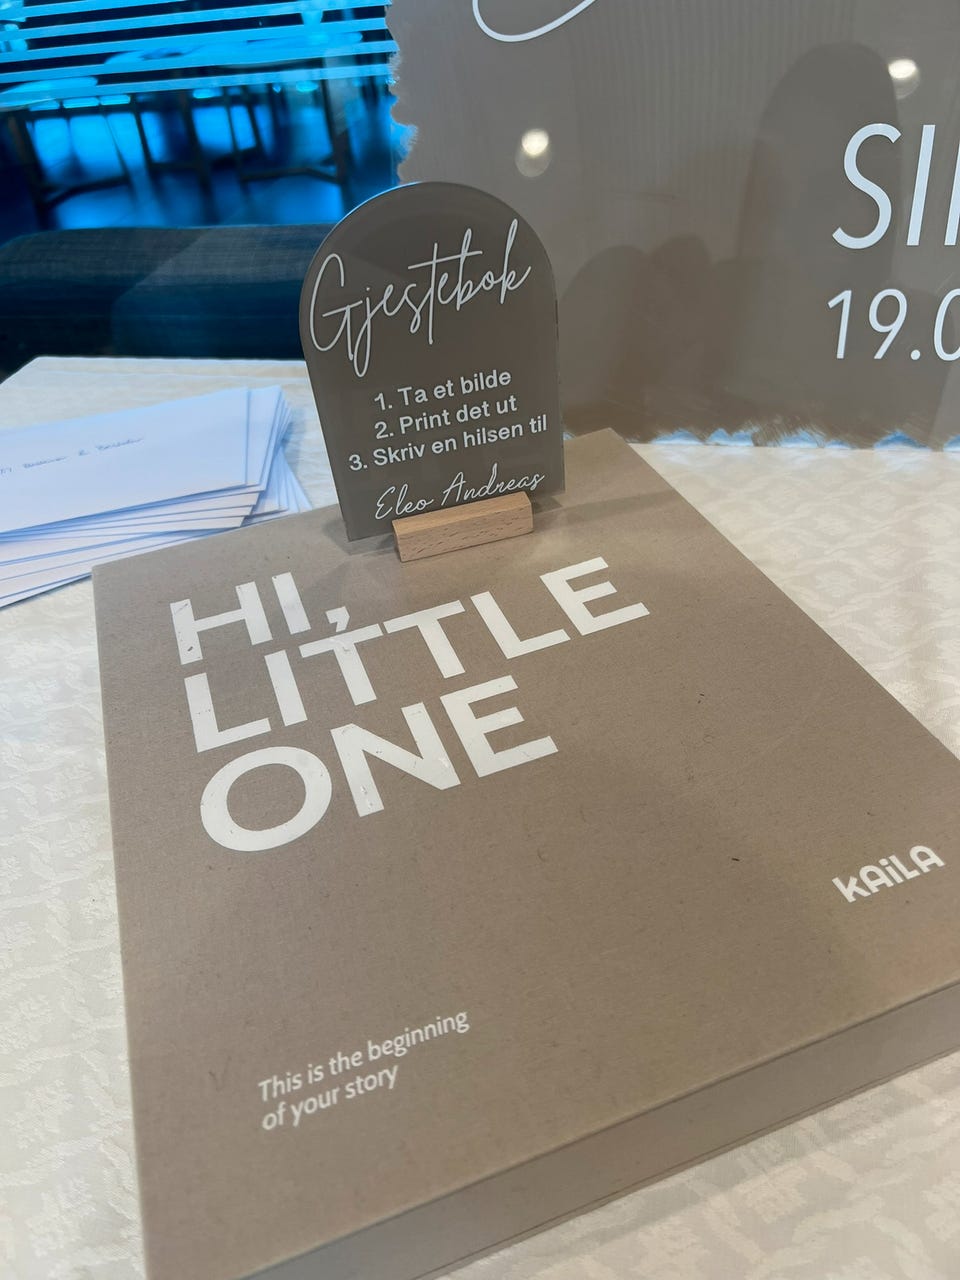 SI
19.0
Gjestebok
1. Ta et bilde
2. Print det ut
3. Skriv en hilsen til
Eleo Andreas
HI,
LITTLE
ONE
KAiLA
This is the beginning
of your story